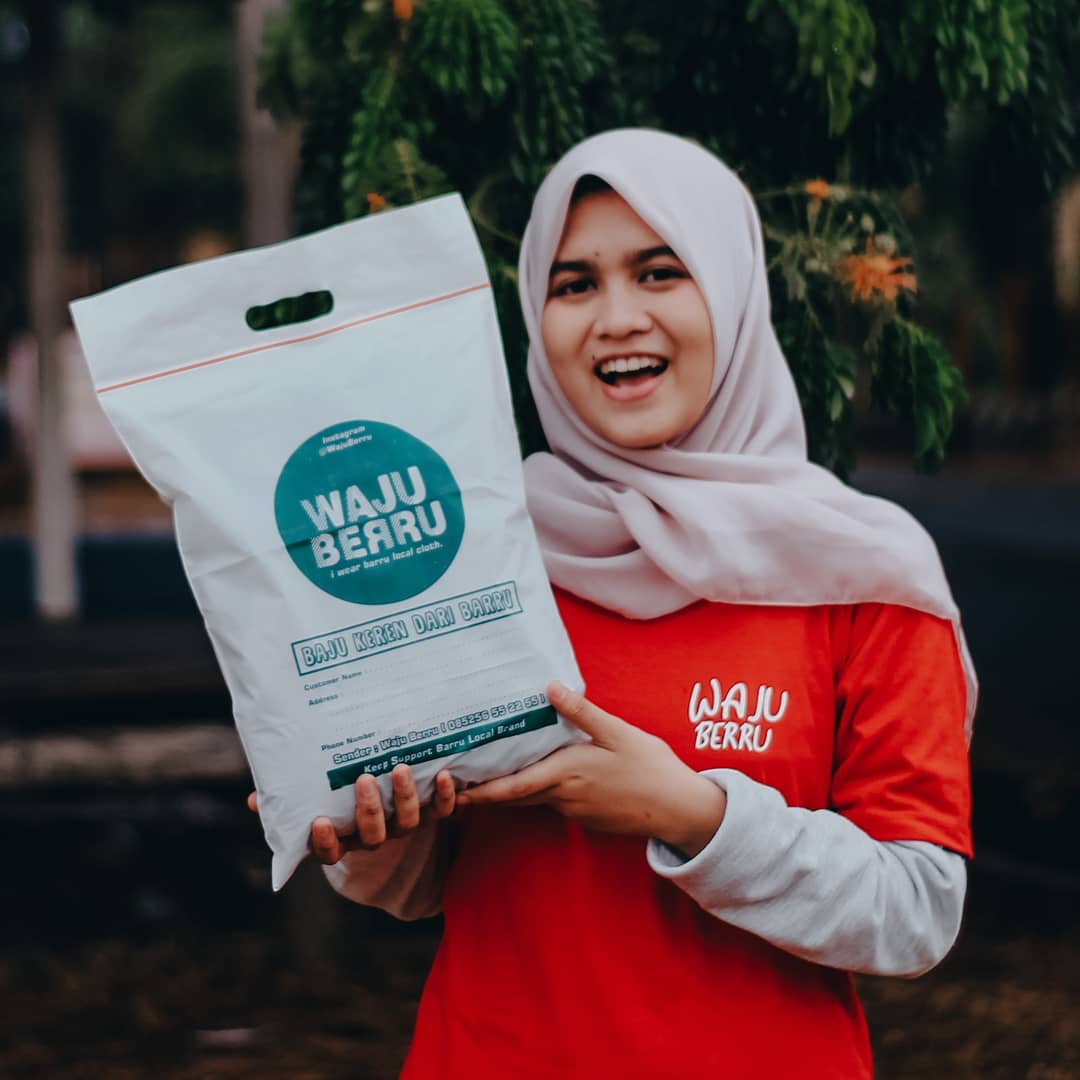 Instagram
@WajuBerru
WAJU
BERRU
i wear barru local cloth.
BAJU KEREN DARI BARRU
Customer Name :
Address
Phone Number
Sender : Waju Berru | 085256 55 22 55 |
Keep Support Barru Local Brand
WAJU
BERRU